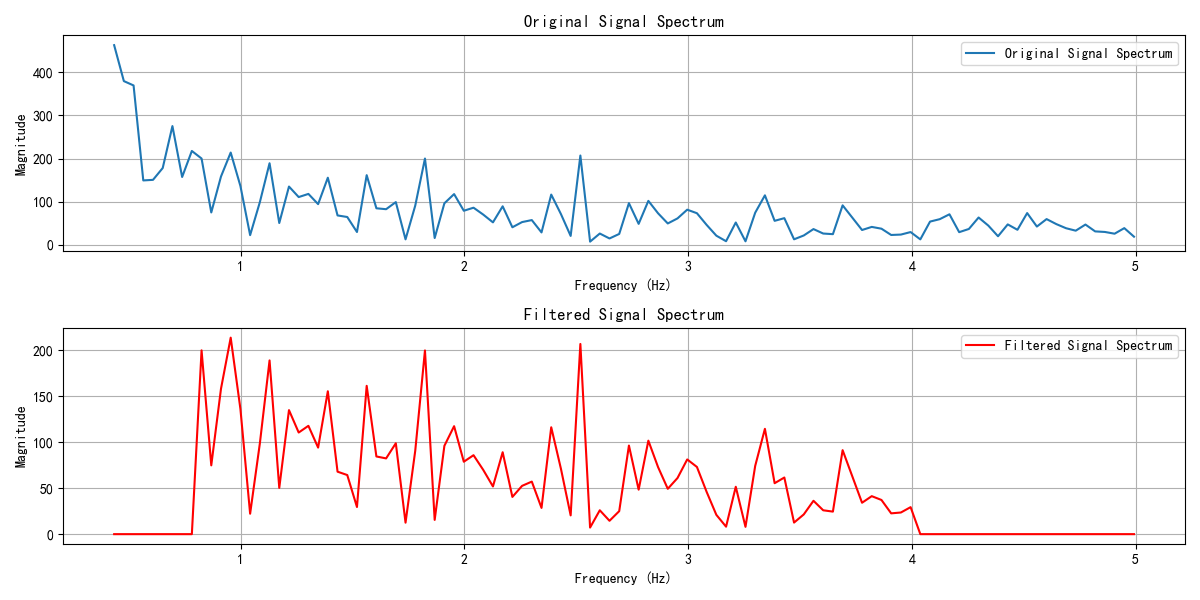 Original Signal Spectrum
Original Signal Spectrum
400
300
200
100
0
Magnitude
1 2 3 4 5
Frequency (Hz)
Filtered Signal Spectrum
Filtered Signal Spectrum
200
150
100
50
0
Magnitude
1 2 3 4 5
Frequency (Hz)